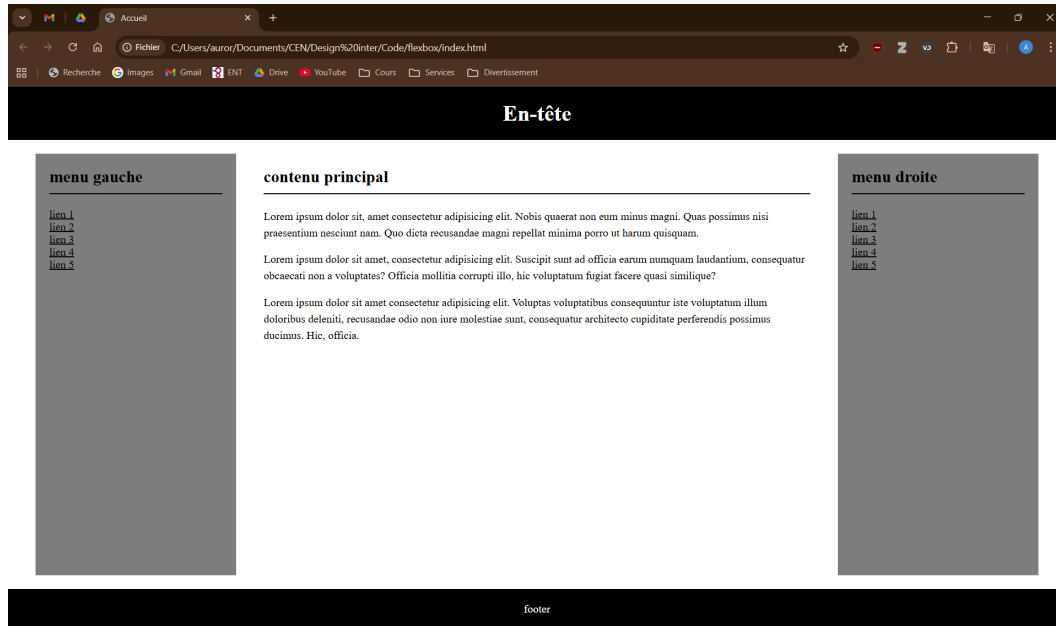 Accueil
Fichier C:/Users/auror/Documents/CEN/Design%20inter/Code/flexbox/index.html
Recherche Images Gmail ENT Drive YouTube Cours Services Divertissement
En-tête
menu gauche
lien 1
lien 2
lien 3
lien 4
lien 5
contenu principal
Lorem ipsum dolor sit, amet consectetur adipisicing elit. Nobis quaerat non eum minus magni. Quas possimus nisi
praesentium nesciunt nam. Quo dicta recusandae magni repellat minima porro ut harum quisquam.
Lorem ipsum dolor sit amet, consectetur adipisicing elit. Suscipit sunt ad officia earum numquam laudantium, consequatur
obcaecati non a voluptates? Officia mollitia corrupti illo, hic voluptatum fugiat facere quasi similique?
Lorem ipsum dolor sit amet consectetur adipisicing elit. Voluptas voluptatibus consequuntur iste voluptatum illum
doloribus deleniti, recusandae odio non iure molestiae sunt, consequatur architecto cupiditate perferendis possimus
ducimus. Hic, officia.
menu droite
lien 1
lien 2
lien 3
lien 4
lien 5
footer